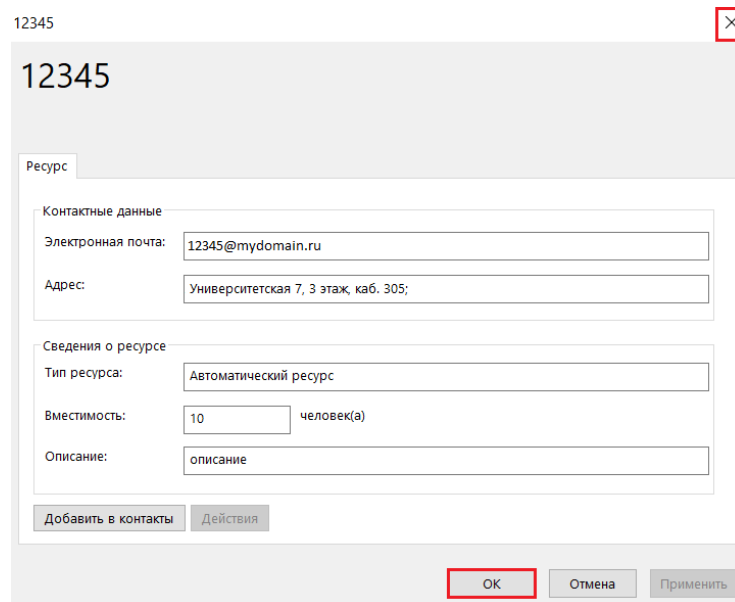 12345
12345
Ресурс
Контактные данные
Электронная почта: 12345@mydomain.ru
Адрес: Университетская 7, 3 этаж, каб. 305;
Сведения о ресурсе
Тип ресурса: Автоматический ресурс
Вместимость: 10 человек(а)
Описание: описание
Добавить в контакты Действия
ОК Отмена Применить